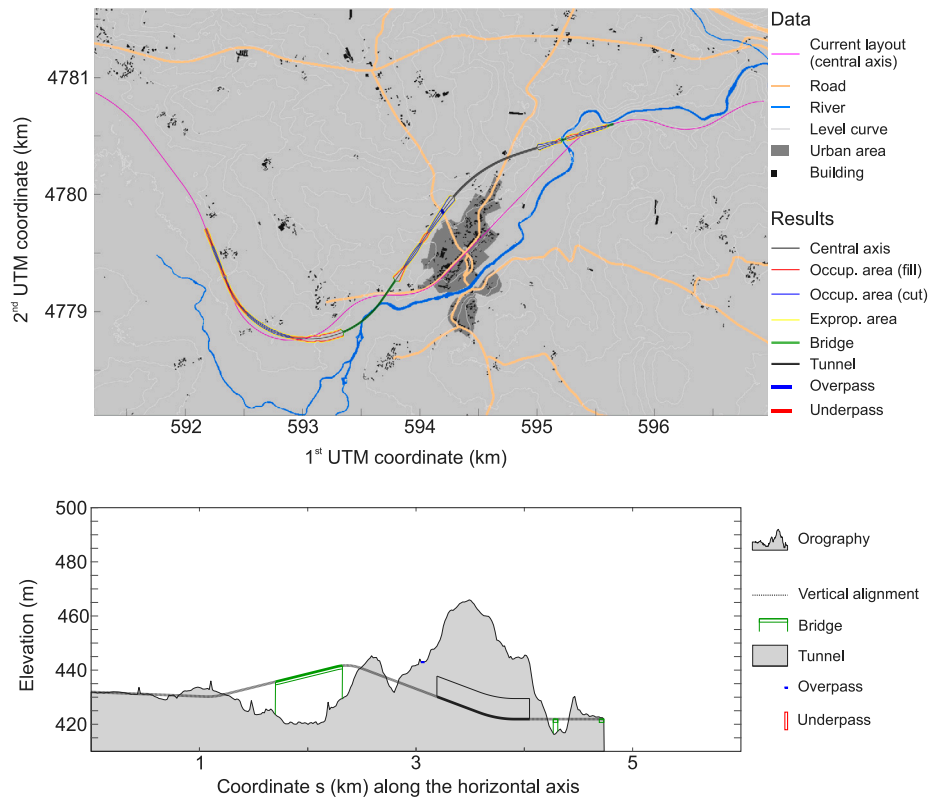 Data
Current layout
(central axis)
Road
River
Level curve
Urban area
Building
Results
Central axis
Occup. area (fill)
Occup. area (cut)
Exprop. area
Bridge
Tunnel
Overpass
Underpass
4781
4780
4779
2nd UTM coordinate (km)
592 593 594 595 596
1st UTM coordinate (km)
500
480
460
440
420
Elevation (m)
1 3 5
Coordinate s (km) along the horizontal axis
Orography
Vertical alignment
Bridge
Tunnel
Overpass
Underpass